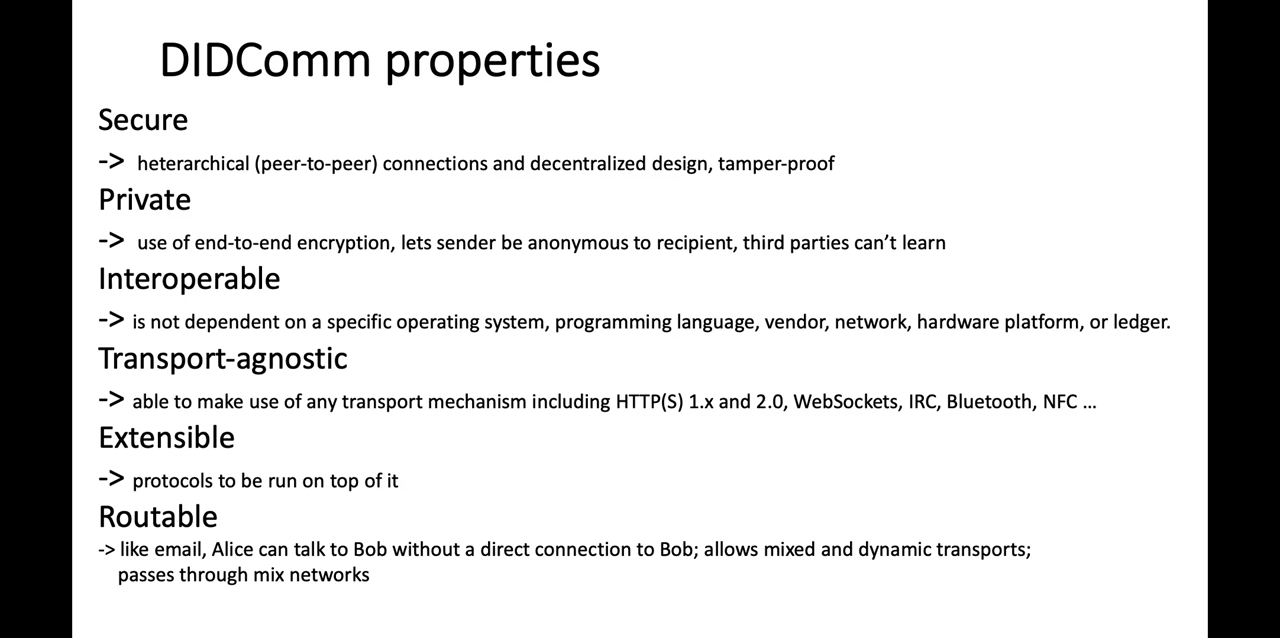 DIDComm properties
Secure
-> heterarchical (peer-to-peer) connections and decentralized design, tamper-proof
Private
-> use of end-to-end encryption, lets sender be anonymous to recipient, third parties can’t learn
Interoperable
-> is not dependent on a specific operating system, programming language, vendor, network, hardware platform, or ledger.
Transport-agnostic
-> able to make use of any transport mechanism including HTTP(S) 1.x and 2.0, WebSockets, IRC, Bluetooth, NFC ...
Extensible
-> protocols to be run on top of it
Routable
-> like email, Alice can talk to Bob without a direct connection to Bob; allows mixed and dynamic transports;
passes through mix networks